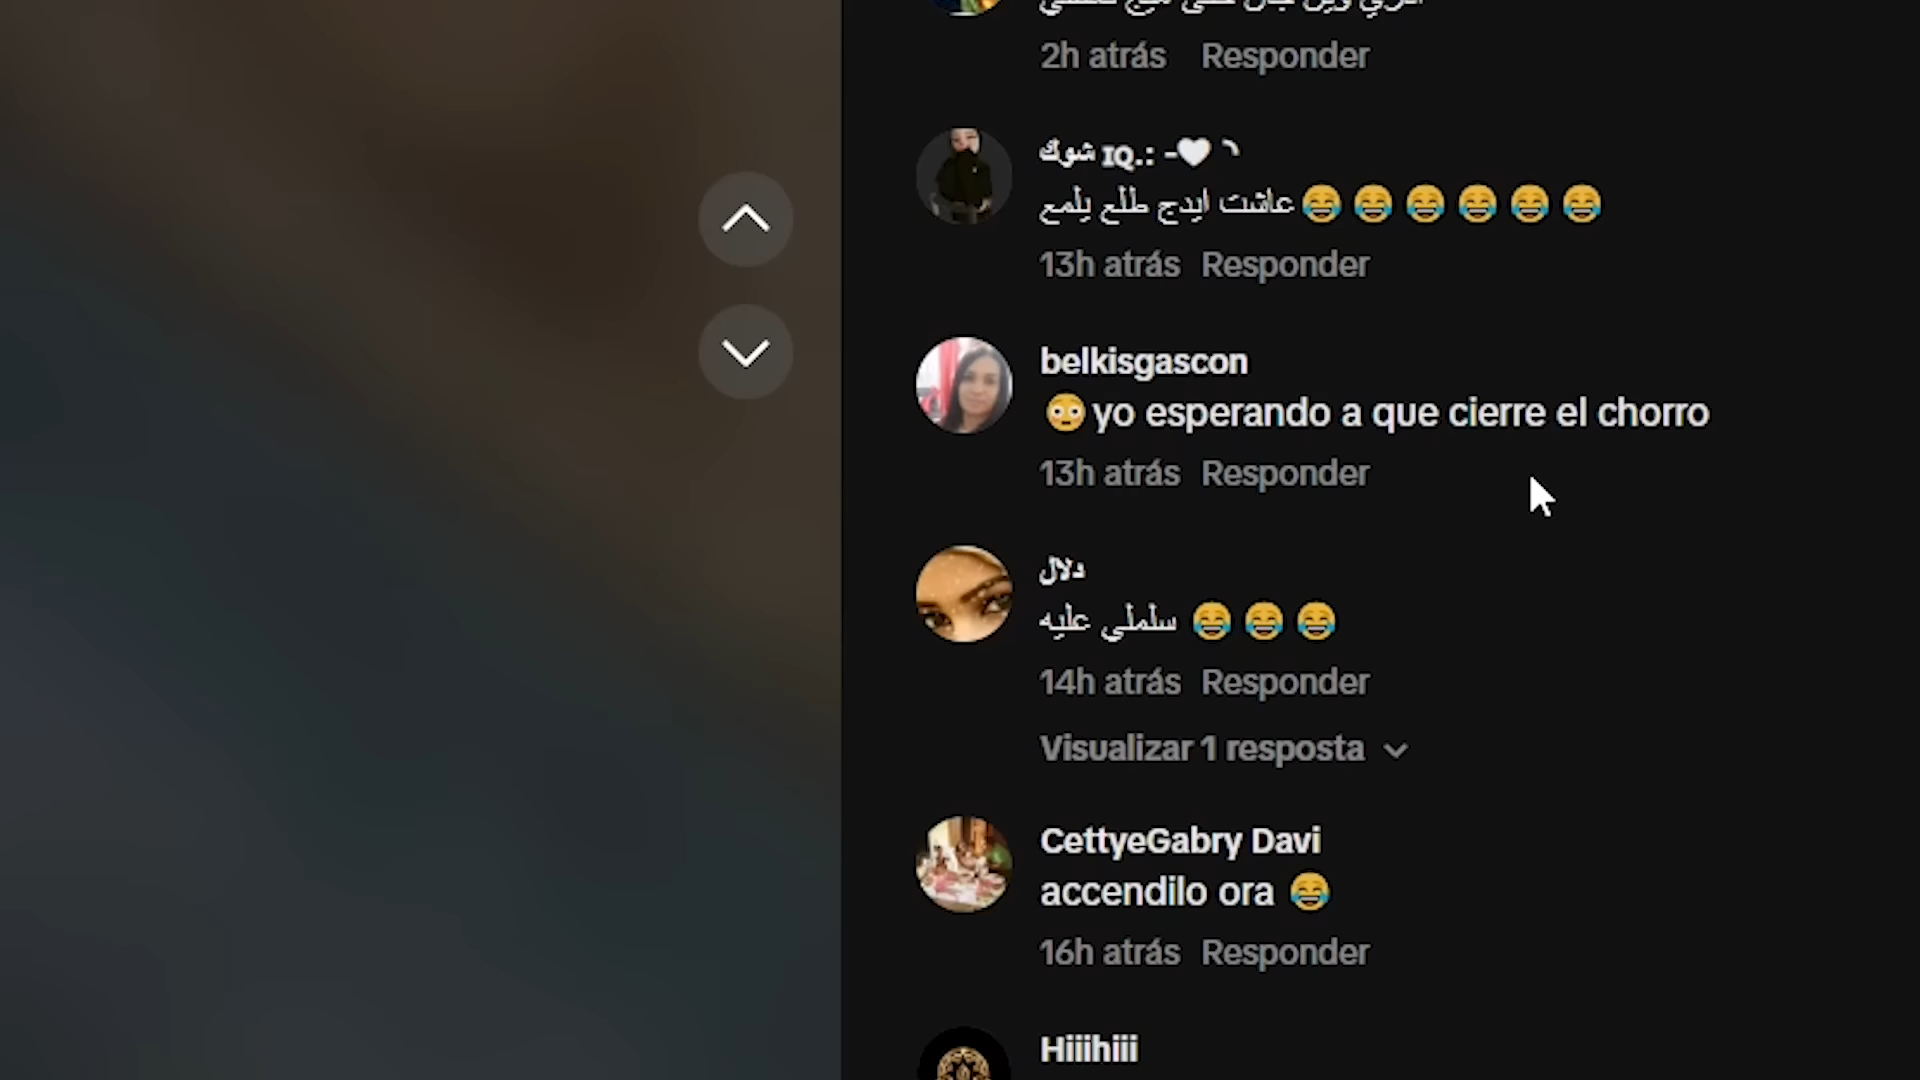 2h atrás Responder
شوك IQ.: -🤍
عاشت ايدج طلع يلمع 😂😂😂😂😂😂
13h atrás Responder
belkisgascon
😳yo esperando a que cierre el chorro
13h atrás Responder
دلال
سلملي عليه 😂😂😂
14h atrás Responder
Visualizar 1 resposta
CettyeGabry Davi
accendilo ora 😂
16h atrás Responder
Hiiihiii